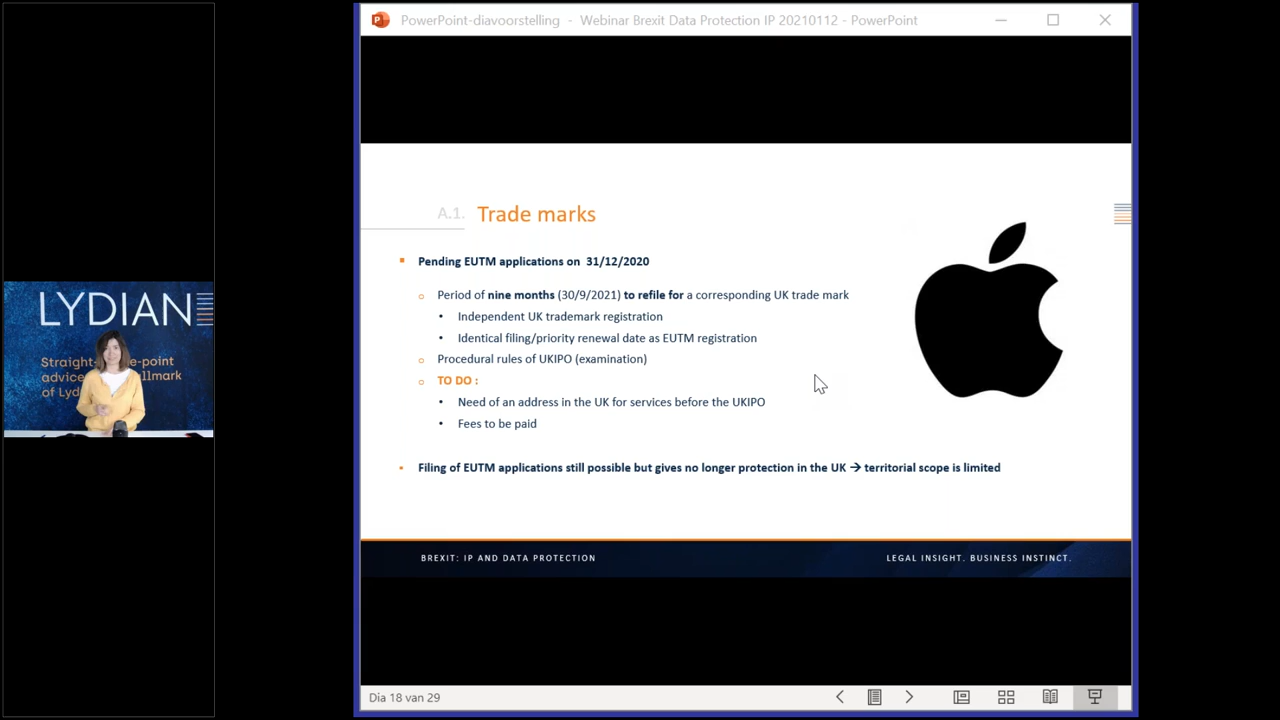 PowerPoint-diavoorstelling - Webinar Brexit Data Protection IP 20210112 - PowerPoint
A.1. Trade marks
Pending EUTM applications on 31/12/2020
Period of nine months (30/9/2021) to refile for a corresponding UK trade mark
Independent UK trademark registration
Identical filing/priority renewal date as EUTM registration
Procedural rules of UKIPO (examination)
TO DO :
Need of an address in the UK for services before the UKIPO
Fees to be paid
Filing of EUTM applications still possible but gives no longer protection in the UK → territorial scope is limited
BREXIT: IP AND DATA PROTECTION
LEGAL INSIGHT. BUSINESS INSTINCT.
Dia 18 van 29
LYDIAN
Straight- -point
advice
of Lyd